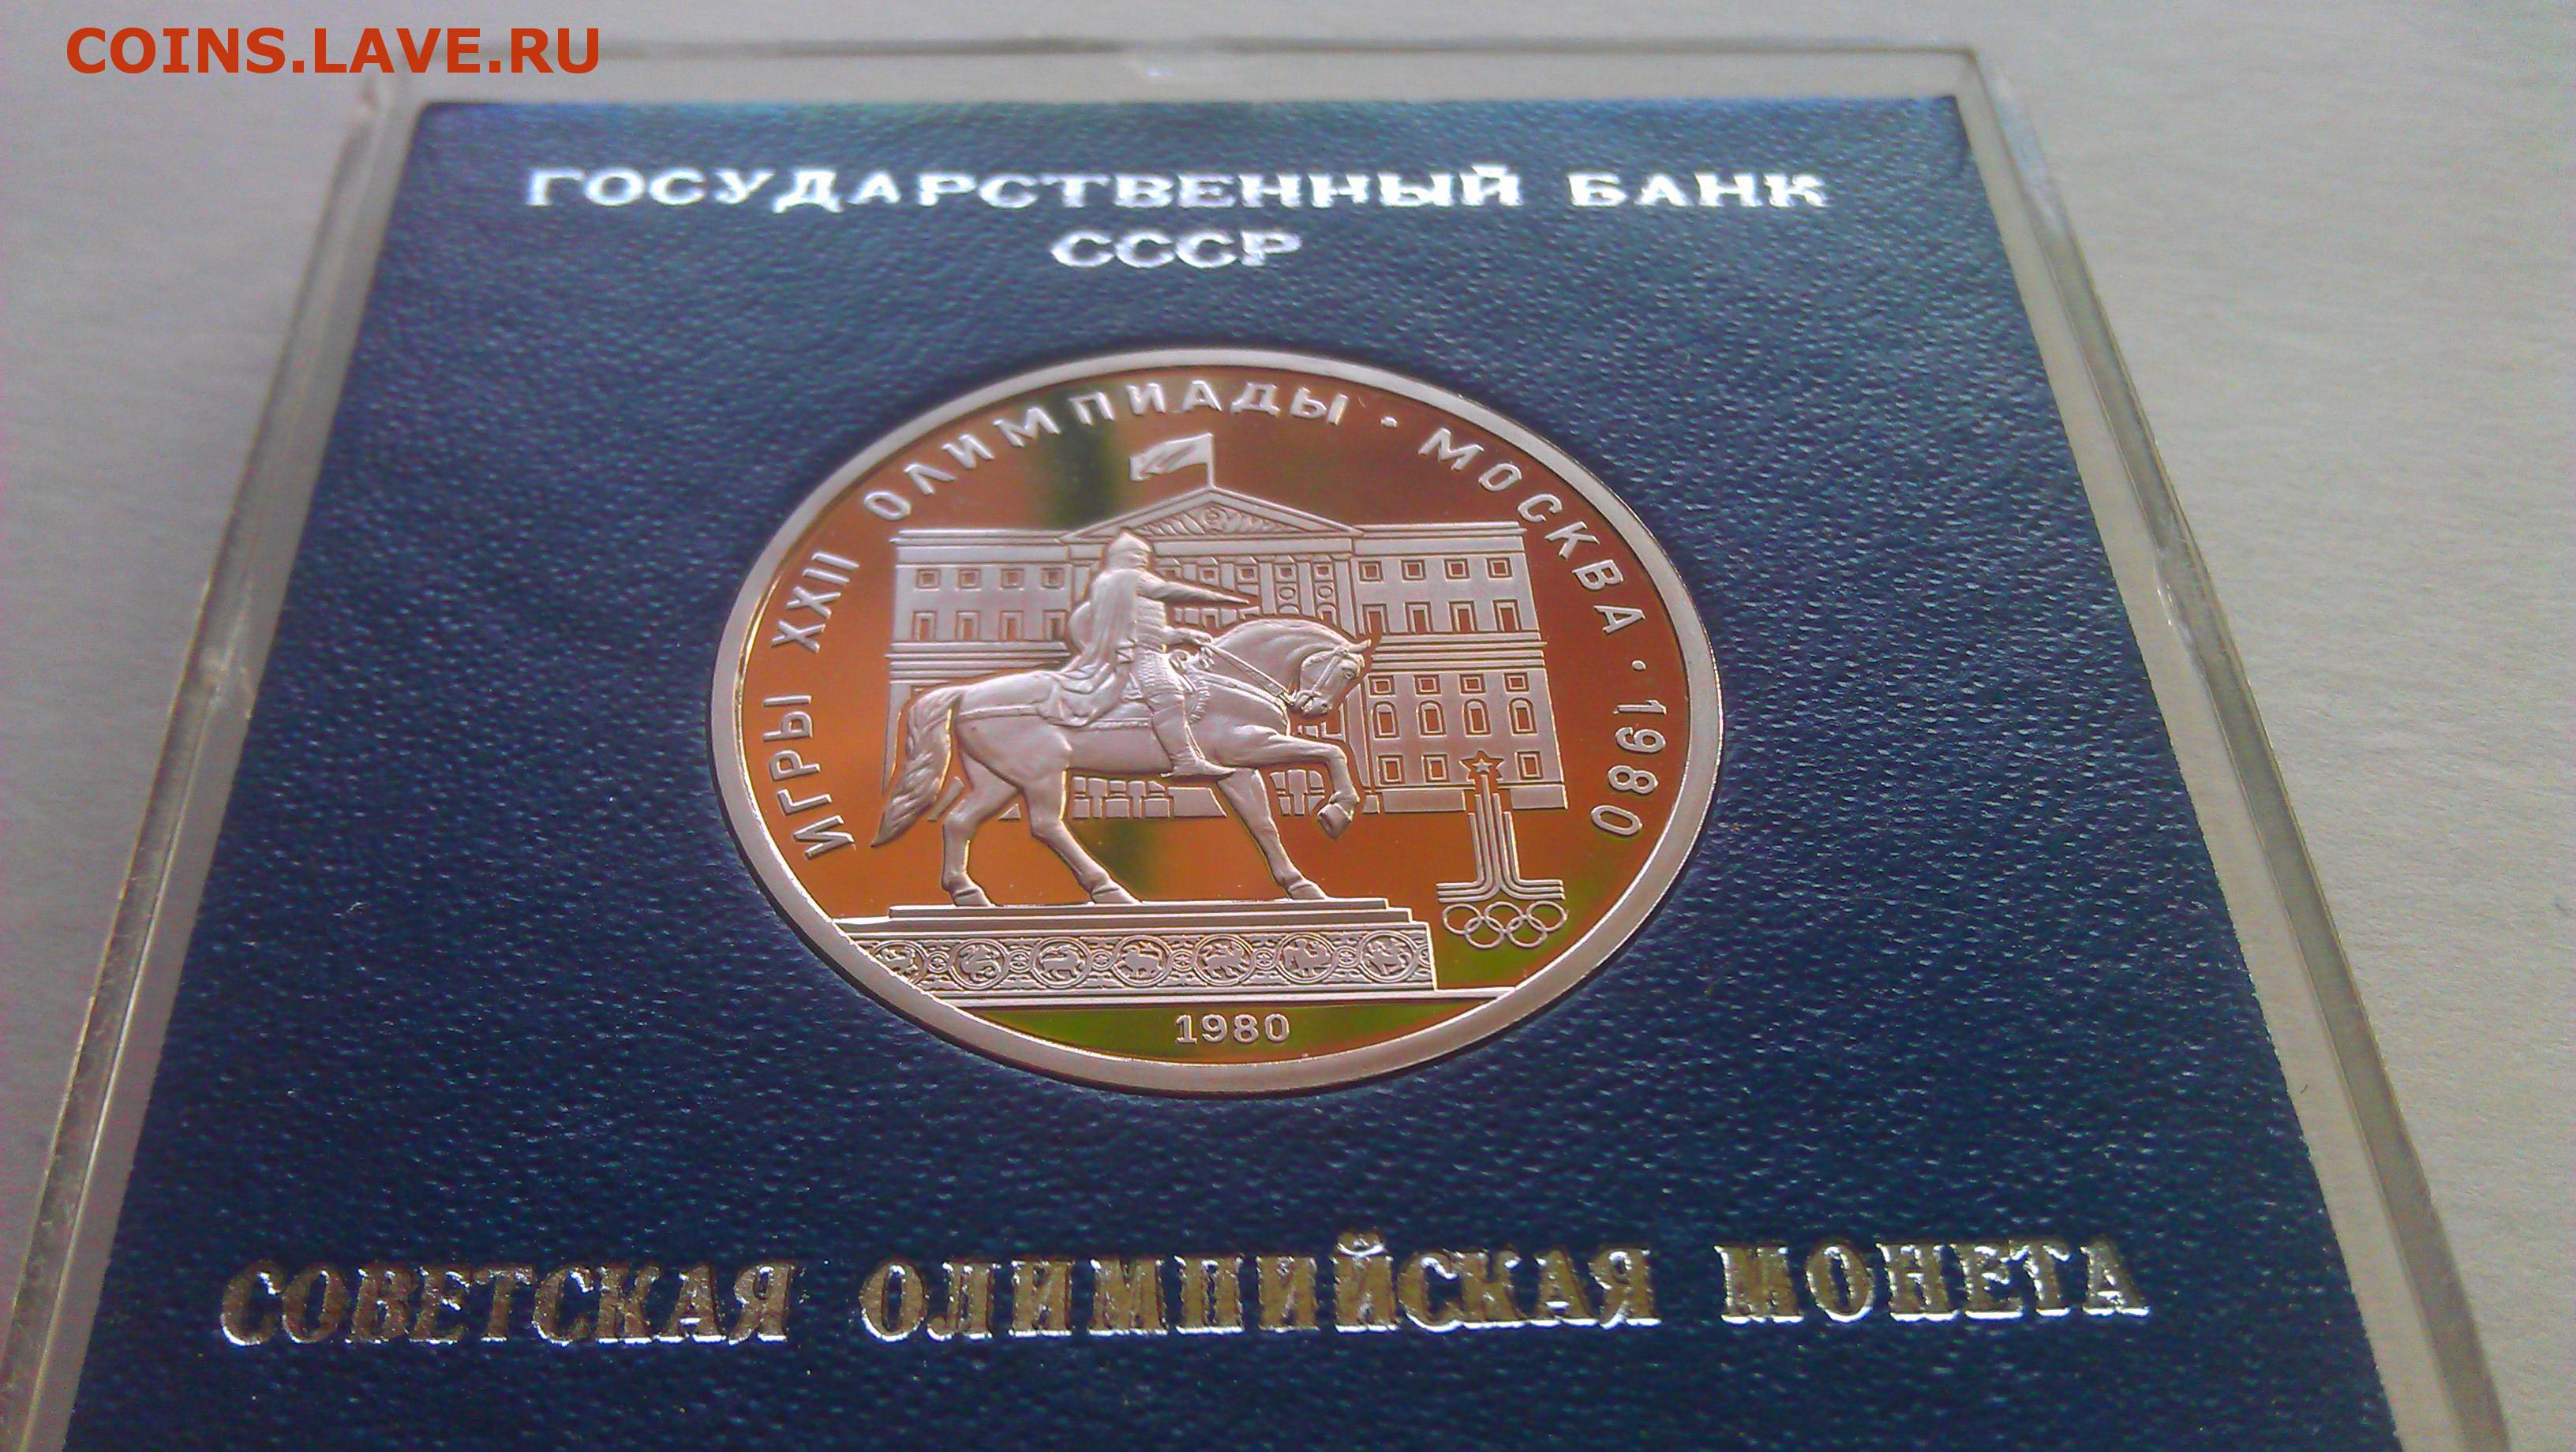 COINS.LAVE.RU
ГОСУДАРСТВЕННЫЙ БАНК
СССР
ИГРЫ XXII ОЛИМПИАДЫ · МОСКВА · 1980
1980
СОВЕТСКАЯ ОЛИМПИЙСКАЯ МОНЕТА